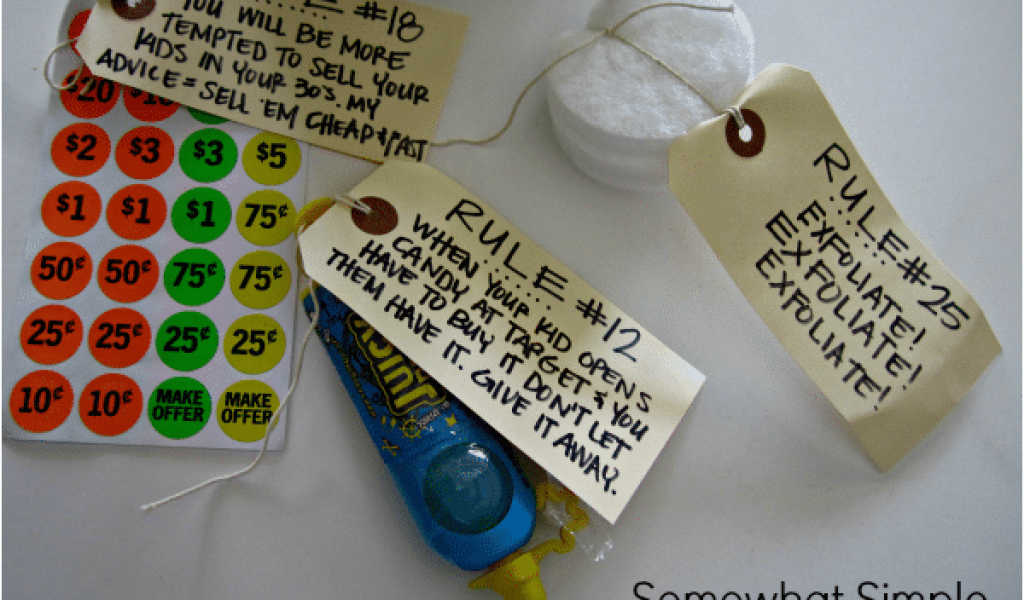 #18
YOU WILL BE MORE
TEMPTED TO SELL YOUR
KIDS IN YOUR 30'S. MY
ADVICE = SELL 'EM CHEAP & FAST
$20
$2 $3 $3 $5
$1 $1 $1 75¢
50¢ 50¢ 75¢ 75¢
25¢ 25¢ 25¢ 25¢
10¢ 10¢ MAKE OFFER MAKE OFFER
RULE #12
WHEN YOUR KID OPENS
CANDY AT TARGET & YOU
HAVE TO BUY IT DON'T LET
THEM HAVE IT. GIVE IT AWAY.
RULE #25
EXFOLIATE!
EXFOLIATE!
EXFOLIATE!
Somewhat Simple